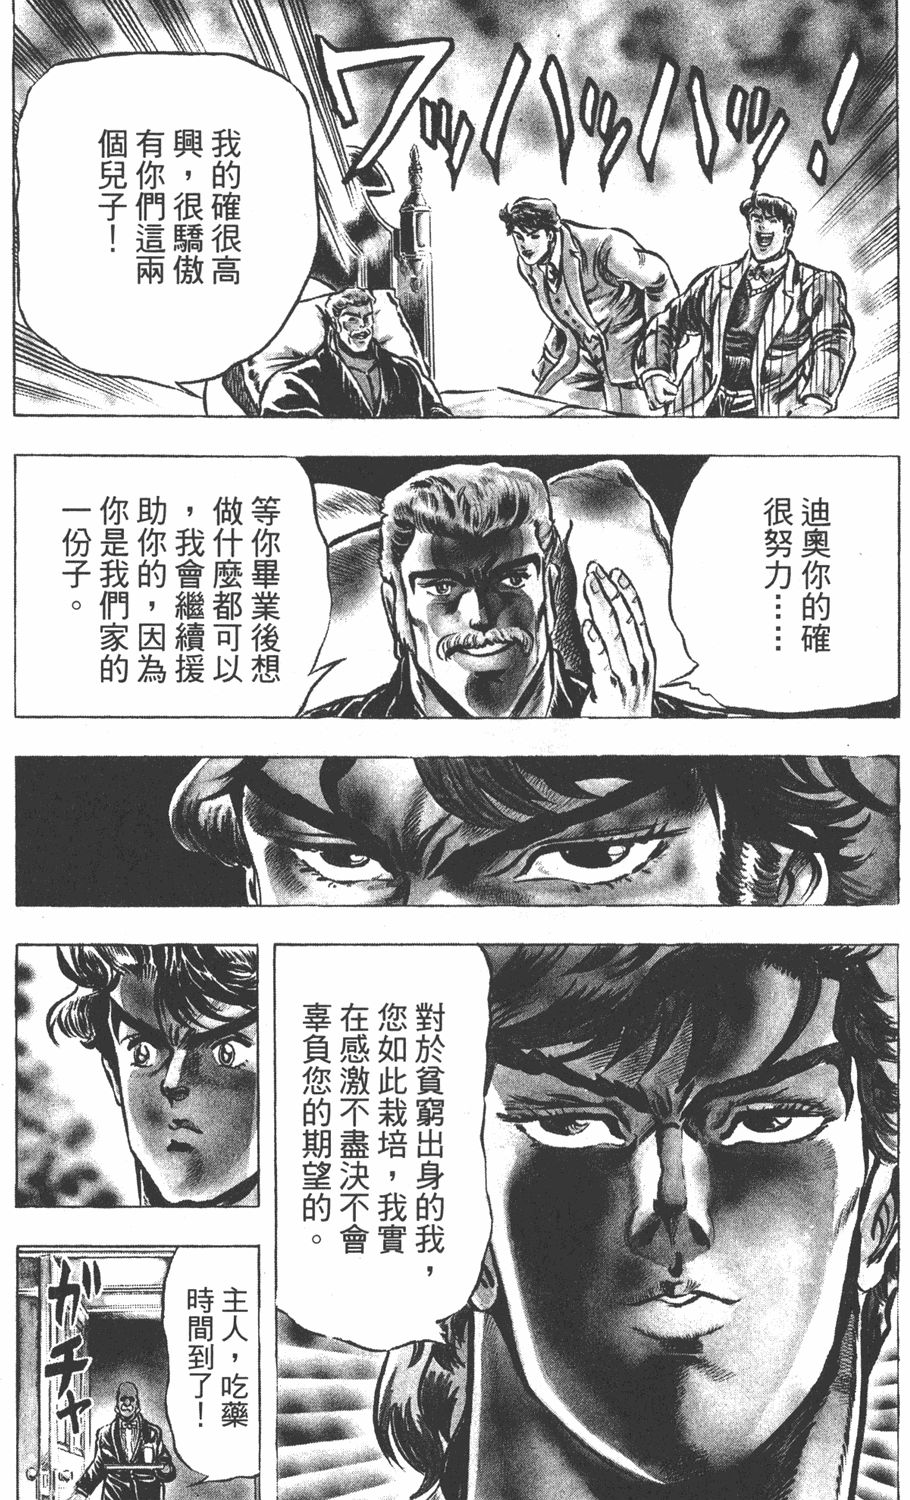 ワッハッハッ!
我的確很高
興，很驕傲
有你們這兩
個兒子！
迪奧你的確
很努力……
等你畢業後想
做什麼都可以
，我會繼續援
助你的，因為
你是我們家的
一份子。
對於貧窮出身的我，
您如此栽培，我實
在感激不盡決不會
辜負您的期望的。
主人，吃藥
時間到了！
ガチャ